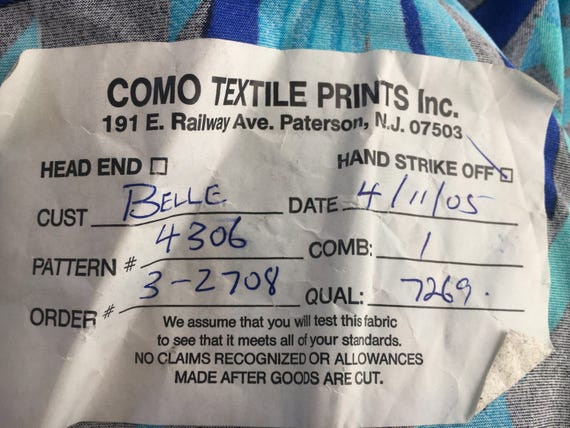 COMO TEXTILE PRINTS Inc.
191 E. Railway Ave. Paterson, N.J. 07503
HEAD END ☐ HAND STRIKE OFF ☑
CUST BELLE DATE 4/11/05
PATTERN # 4306 COMB: 1
ORDER # 3-2708 QUAL: 7269.
We assume that you will test this fabric
to see that it meets all of your standards.
NO CLAIMS RECOGNIZED OR ALLOWANCES
MADE AFTER GOODS ARE CUT.